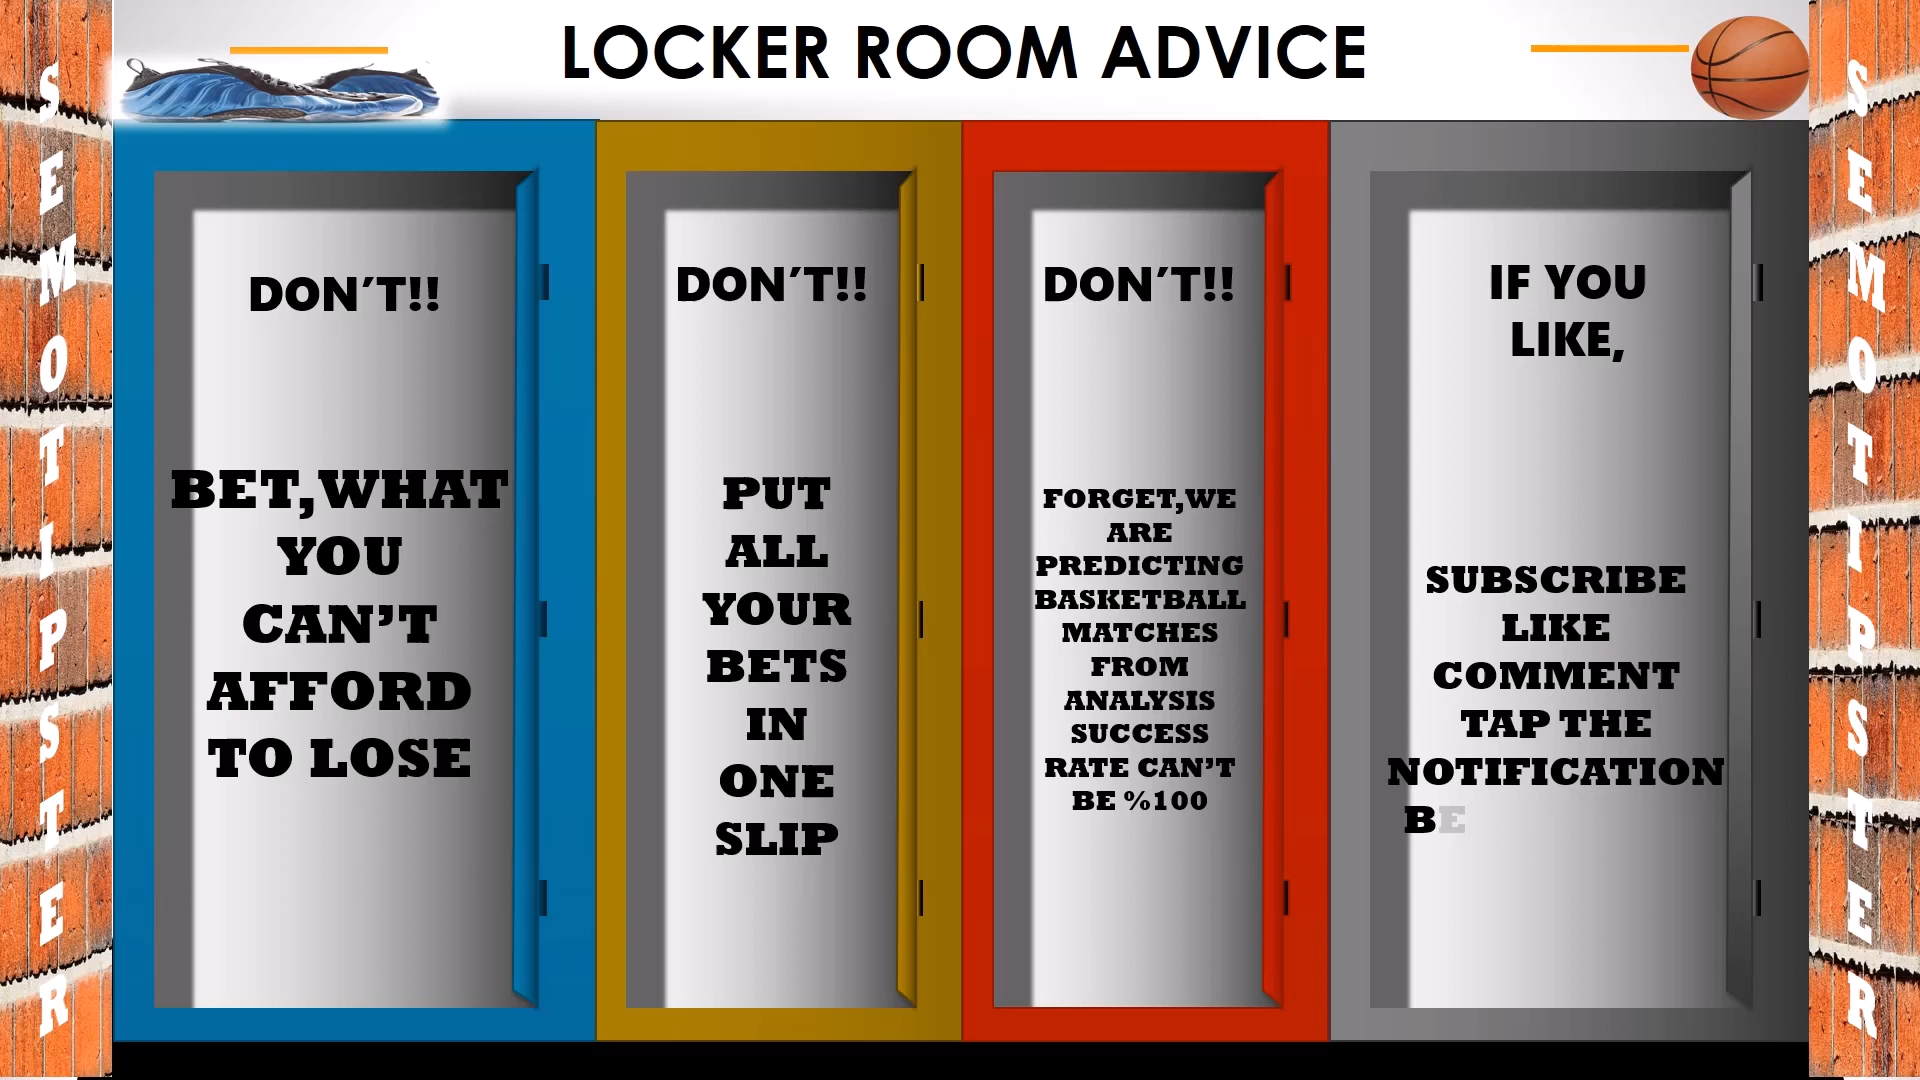 LOCKER ROOM ADVICE
SEMOTIPSTER
DON'T!!
BET,WHAT
YOU
CAN'T
AFFORD
TO LOSE
DON'T!!
PUT
ALL
YOUR
BETS
IN
ONE
SLIP
DON'T!!
FORGET,WE
ARE
PREDICTING
BASKETBALL
MATCHES
FROM
ANALYSIS
SUCCESS
RATE CAN'T
BE %100
IF YOU
LIKE,
SUBSCRIBE
LIKE
COMMENT
TAP THE
NOTIFICATION
BE
SEMOTIPSTER